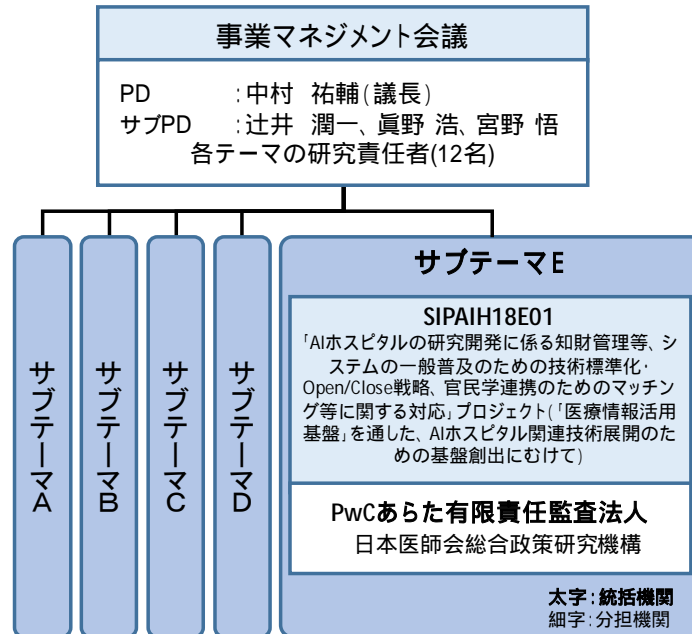 事業マネジメント会議
PD :中村 祐輔(議長)
サブPD :辻井 潤一、眞野 浩、宮野 悟
各テーマの研究責任者(12名)
サブテーマA
サブテーマB
サブテーマC
サブテーマD
サブテーマE
SIPAIH18E01
「AIホスピタルの研究開発に係る知財管理等、シ
ステムの一般普及のための技術標準化・
Open/Close戦略、官民学連携のためのマッチン
グ等に関する対応」プロジェクト(「医療情報活用
基盤」を通した、AIホスピタル関連技術展開のた
めの基盤創出にむけて)
PwCあらた有限責任監査法人
日本医師会総合政策研究機構
太字:統括機関
細字:分担機関